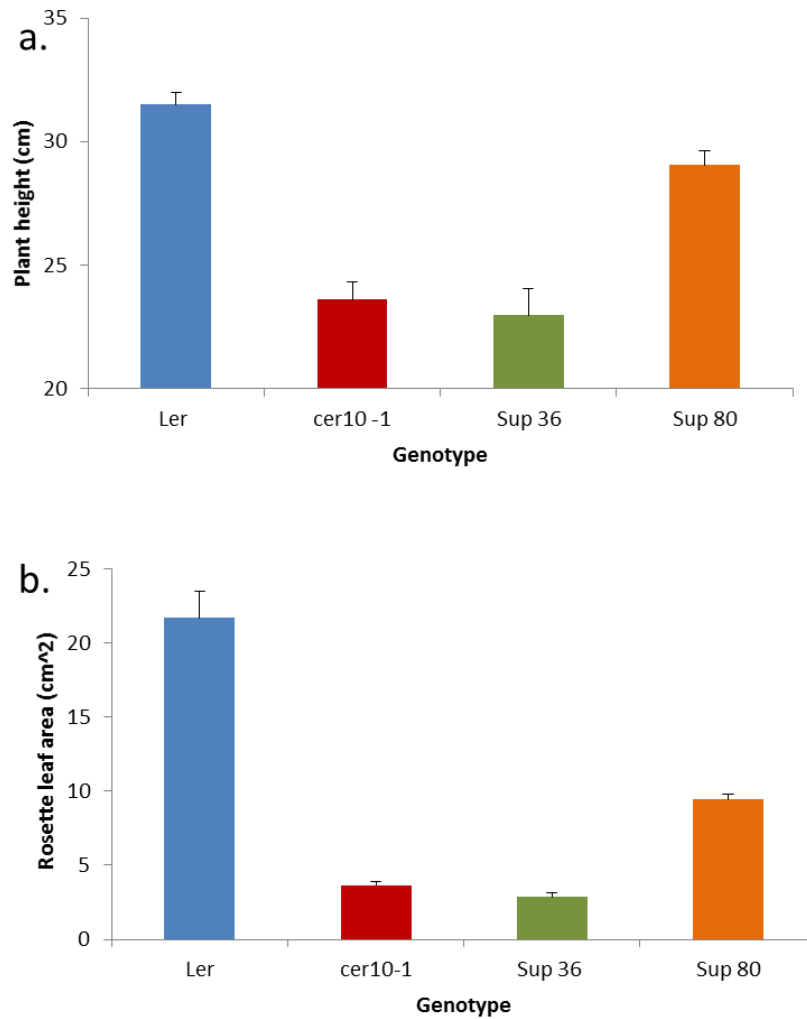 a.
Plant height (cm)
35
30
25
20
Ler cer10 -1 Sup 36 Sup 80
Genotype
b.
Rosette leaf area (cm^2)
25
20
15
10
5
0
Ler cer10-1 Sup 36 Sup 80
Genotype